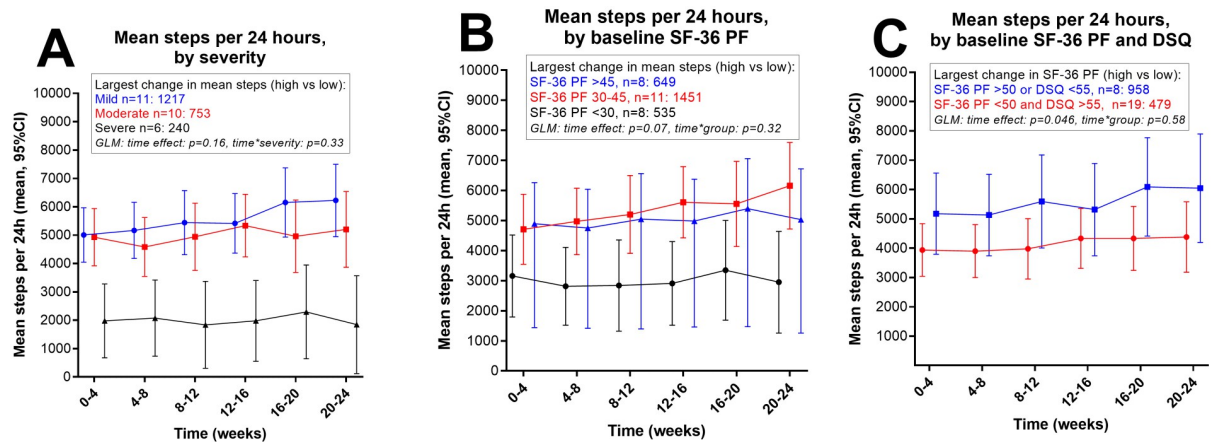 A
Mean steps per 24 hours,
by severity
Largest change in mean steps (high vs low):
Mild n=11: 1217
Moderate n=10: 753
Severe n=6: 240
GLM: time effect: p=0.16, time*severity: p=0.33
Mean steps per 24h (mean, 95%CI)
10000
9000
8000
7000
6000
5000
4000
3000
2000
1000
0
0-4
4-8
8-12
12-16
16-20
20-24
Time (weeks)
B
Mean steps per 24 hours,
by baseline SF-36 PF
Largest change in mean steps (high vs low):
SF-36 PF >45, n=8: 649
SF-36 PF 30-45, n=11: 1451
SF-36 PF <30, n=8: 535
GLM: time effect: p=0.07, time*group: p=0.32
Mean steps per 24h (mean, 95%CI)
10000
9000
8000
7000
6000
5000
4000
3000
2000
1000
0
0-4
4-8
8-12
12-16
16-20
20-24
Time (weeks)
C
Mean steps per 24 hours,
by baseline SF-36 PF and DSQ
Largest change in SF-36 PF (high vs low):
SF-36 PF >50 or DSQ <55, n=8: 958
SF-36 PF <50 and DSQ >55, n=19: 479
GLM: time effect: p=0.046, time*group: p=0.58
Mean steps per 24h (mean, 95%CI)
10000
9000
8000
7000
6000
5000
4000
3000
2000
1000
0-4
4-8
8-12
12-16
16-20
20-24
Time (weeks)